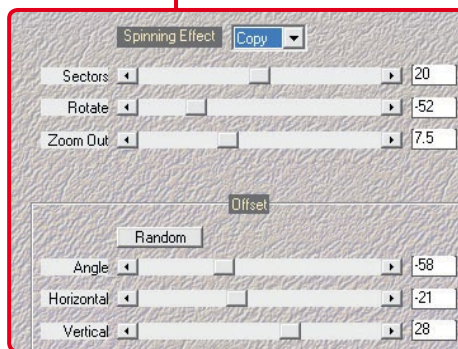 Spinning Effect Copy
Sectors 20
Rotate -52
Zoom Out 7.5
Offset
Random
Angle -58
Horizontal -21
Vertical 28